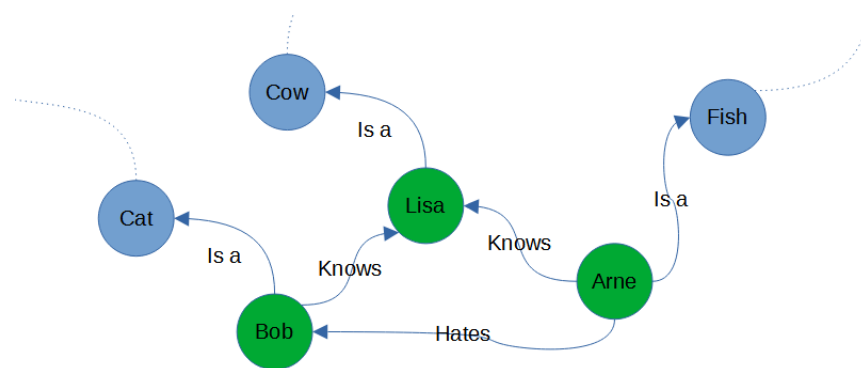 Cow
Fish
Is a
Is a
Lisa
Cat
Knows
Is a
Knows
Arne
Bob
Hates